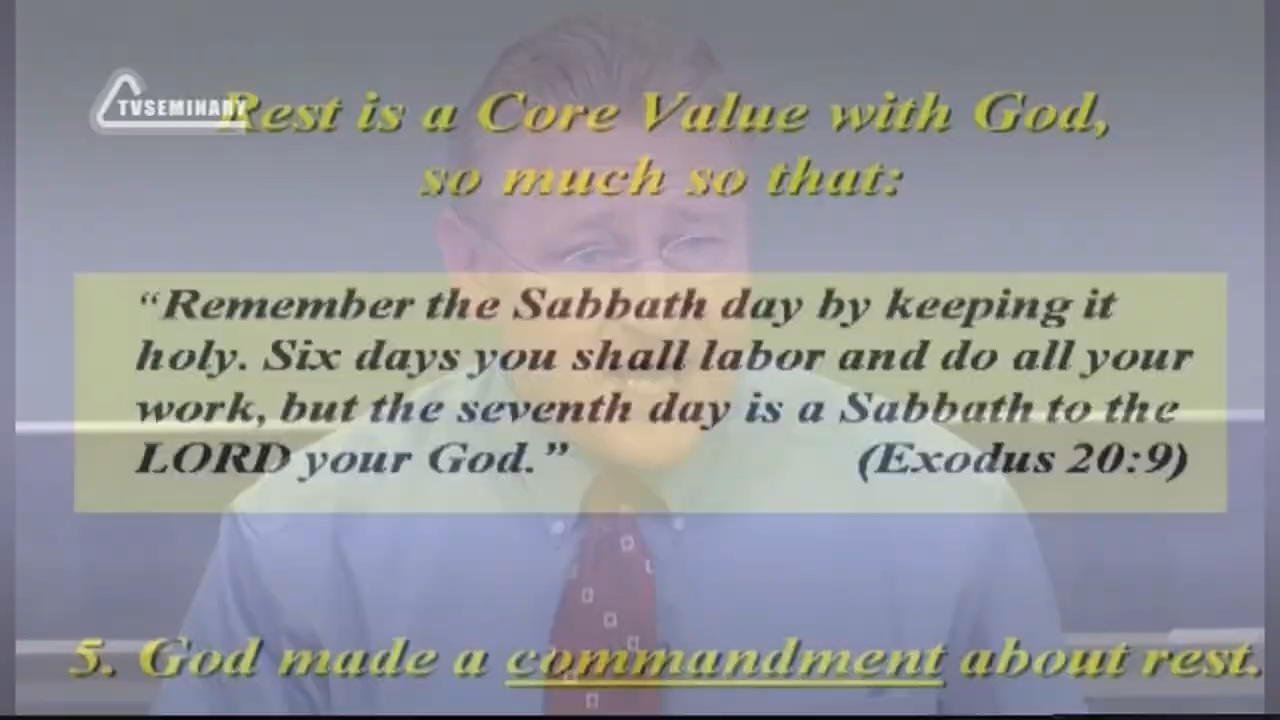 TVSEMINARY
Rest is a Core Value with God,
so much so that:
“Remember the Sabbath day by keeping it
holy. Six days you shall labor and do all your
work, but the seventh day is a Sabbath to the
LORD your God.” (Exodus 20:9)
5. God made a commandment about rest.